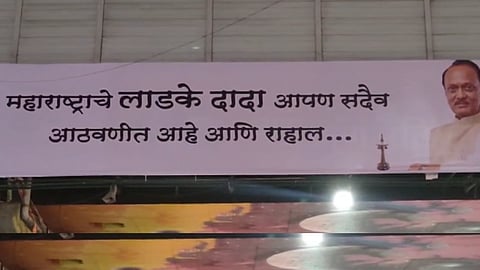 महाराष्ट्राचे लाडके दादा आपण सदैव
आठवणीत आहे आणि राहाल...